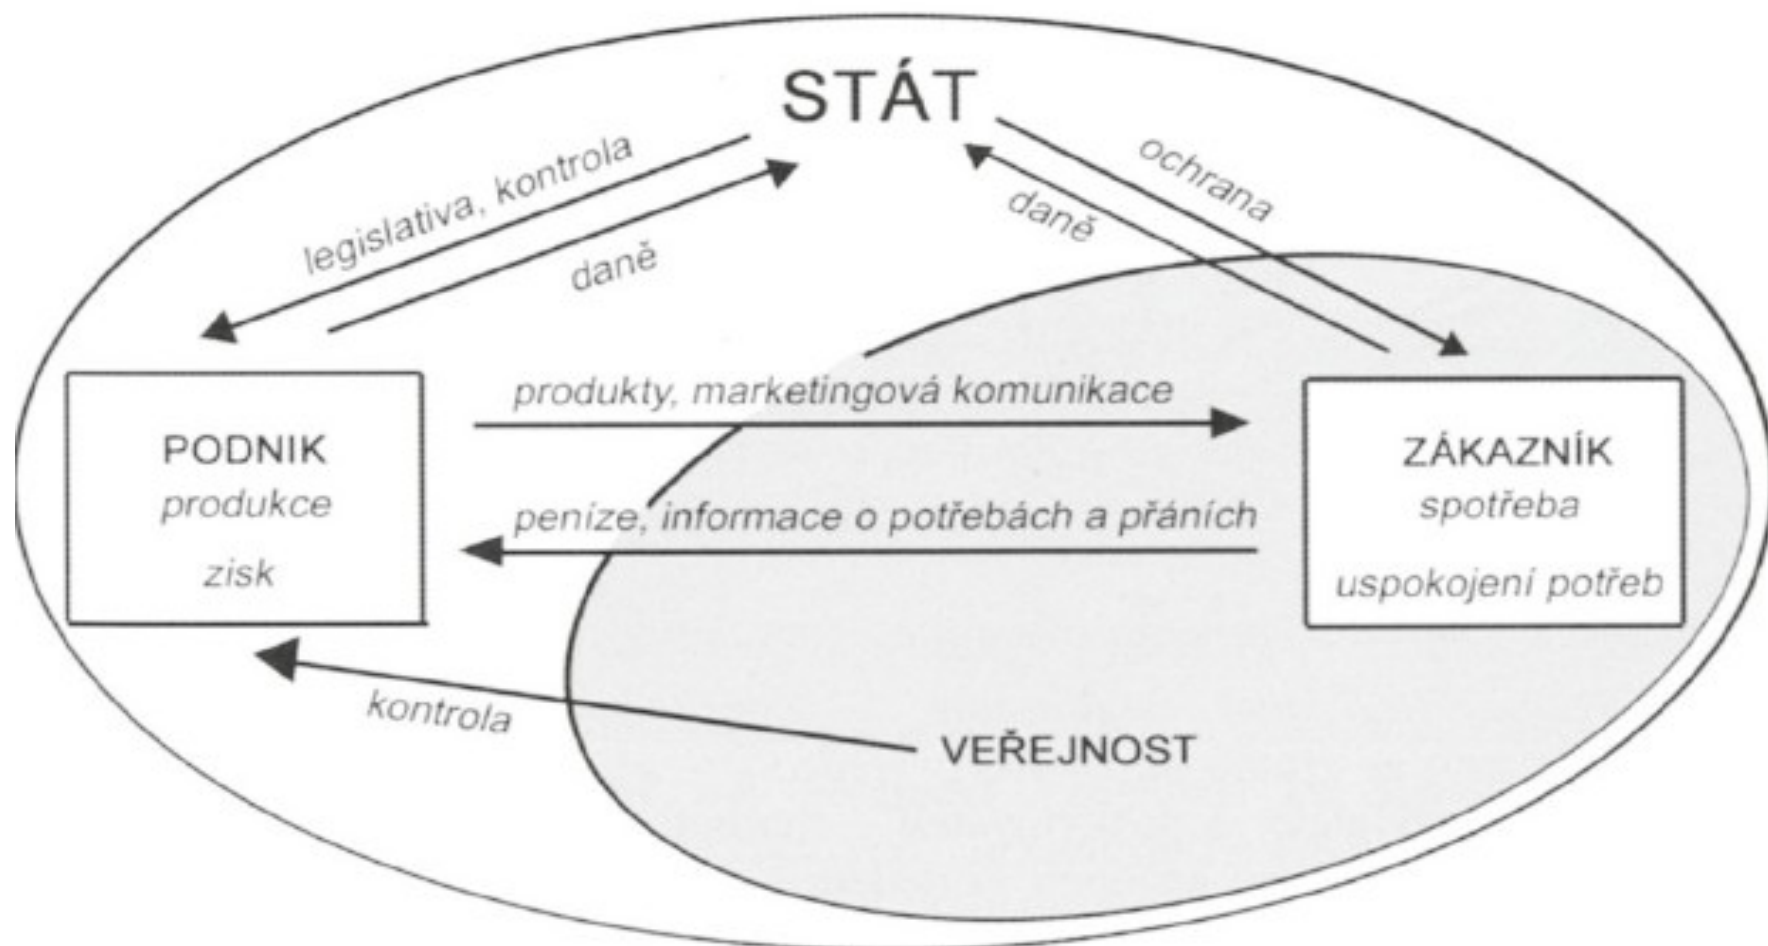 STÁT
legislativa, kontrola
daně
ochrana
daně
PODNIK
produkce
zisk
produkty, marketingová komunikace
peníze, informace o potřebách a přáních
ZÁKAZNÍK
spotřeba
uspokojení potřeb
kontrola
VEŘEJNOST